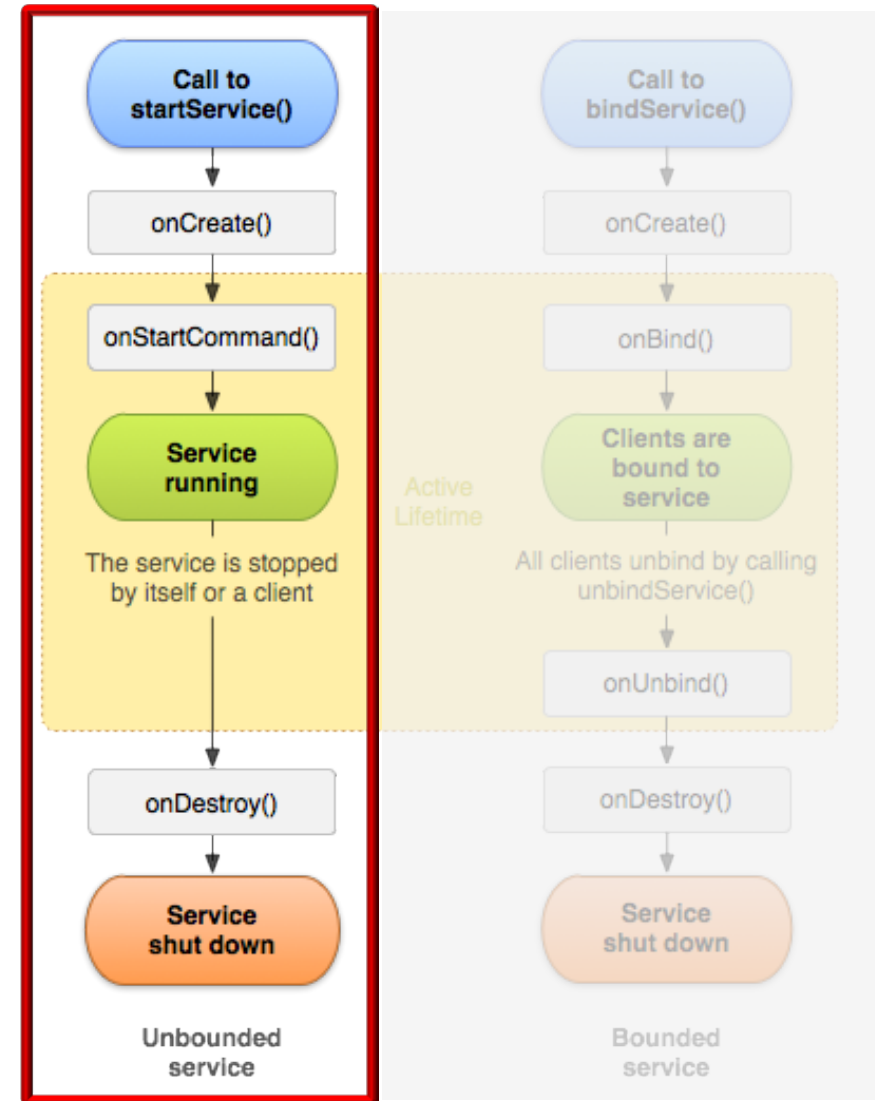 Call to
startService()
onCreate()
onStartCommand()
Service
running
The service is stopped
by itself or a client
onDestroy()
Service
shut down
Unbounded
service
Active
Lifetime
Call to
bindService()
onCreate()
onBind()
Clients are
bound to
service
All clients unbind by calling
unbindService()
onUnbind()
onDestroy()
Service
shut down
Bounded
service